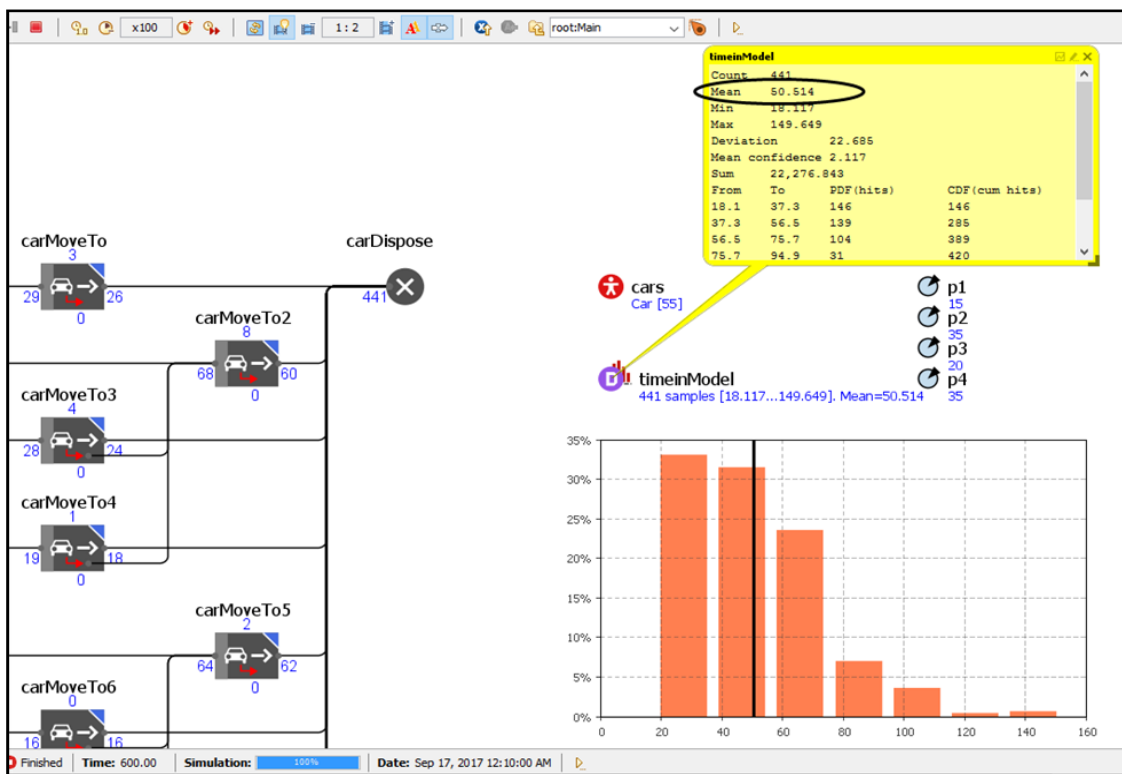 x100 1:2 root:Main
timeinModel
Count 441
Mean 50.514
Min 18.117
Max 149.649
Deviation 22.685
Mean confidence 2.117
Sum 22,276.843
From To PDF(hits) CDF(cum hits)
18.1 37.3 146 146
37.3 56.5 139 285
56.5 75.7 104 389
75.7 94.9 31 420
carMoveTo
3
29 26
0
carDispose
441
carMoveTo2
8
68 60
0
carMoveTo3
4
28 24
0
carMoveTo4
1
19 18
0
carMoveTo5
2
64 62
0
carMoveTo6
0
16 16
cars
Car [55]
p1
15
p2
35
p3
20
p4
35
timeinModel
441 samples [18.117...149.649]. Mean=50.514
35%
30%
25%
20%
15%
10%
5%
0%
0 20 40 60 80 100 120 140 160
Finished Time: 600.00 Simulation: 100% Date: Sep 17, 2017 12:10:00 AM